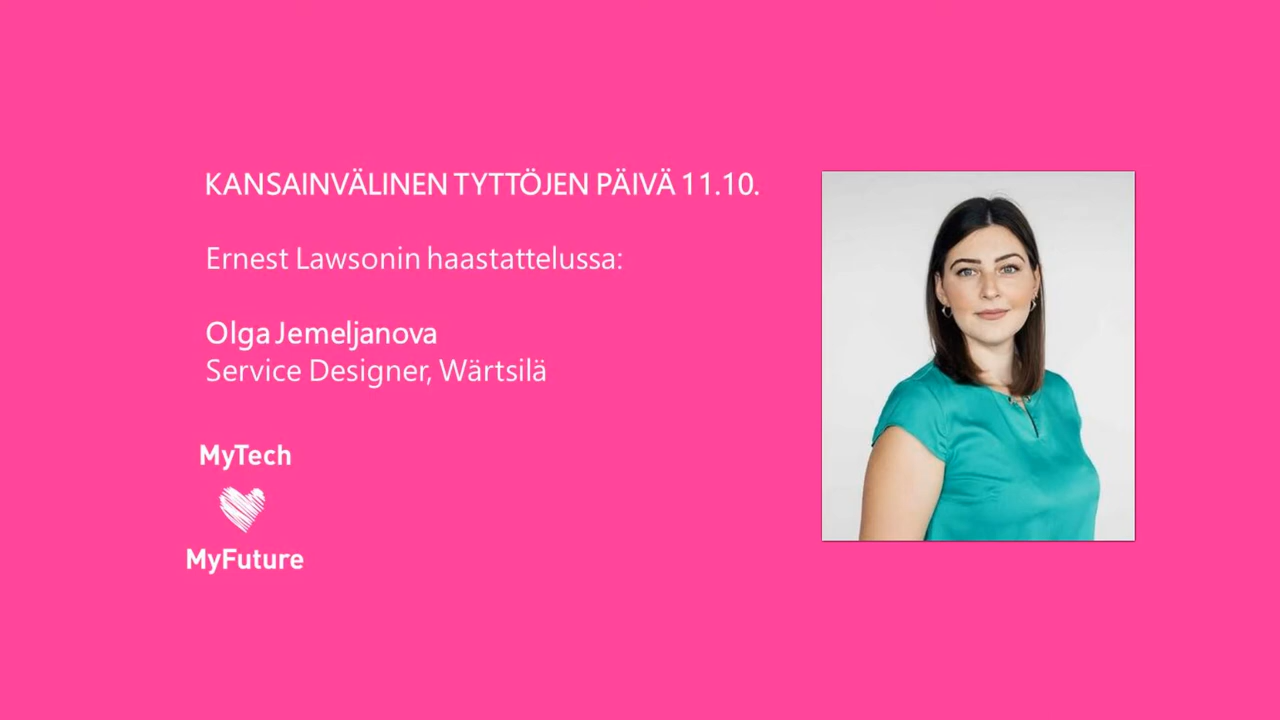 KANSAINVÄLINEN TYTTÖJEN PÄIVÄ 11.10.
Ernest Lawsonin haastattelussa:
Olga Jemeljanova
Service Designer, Wärtsilä
MyTech
MyFuture